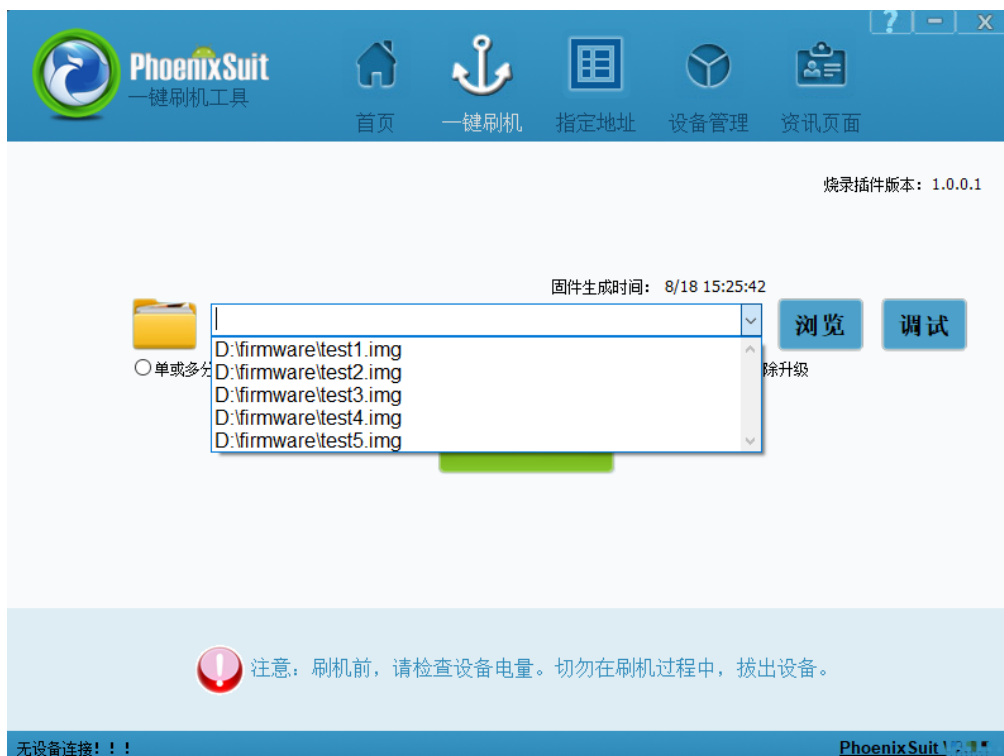 ? - x
PhoenixSuit
一键刷机工具
首页 一键刷机 指定地址 设备管理 资讯页面
烧录插件版本：1.0.0.1
固件生成时间： 8/18 15:25:42
浏览 调试
D:\firmware\test1.img
单或多分
D:\firmware\test2.img
除升级
D:\firmware\test3.img
D:\firmware\test4.img
D:\firmware\test5.img
注意：刷机前，请检查设备电量。切勿在刷机过程中，拔出设备。
无设备连接！！！
PhoenixSuit